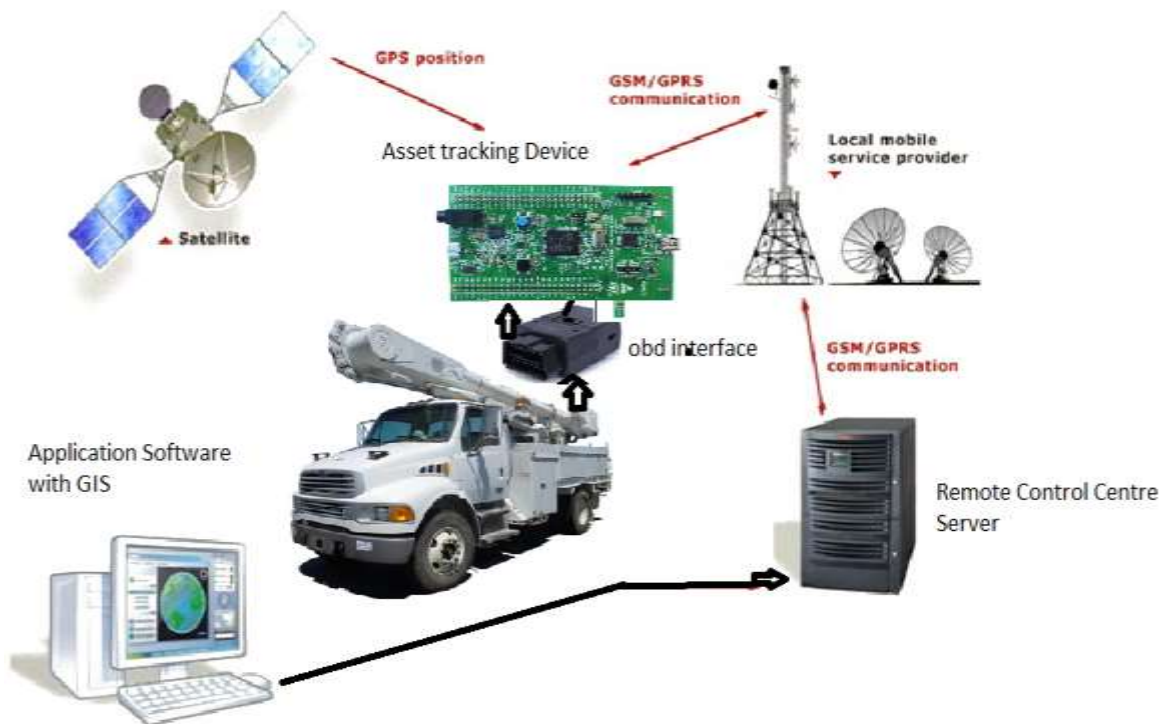 GPS position
GSM/GPRS
communication
Asset tracking Device
Local mobile
service provider
Satellite
obd interface
GSM/GPRS
communication
Application Software
with GIS
Remote Control Centre
Server